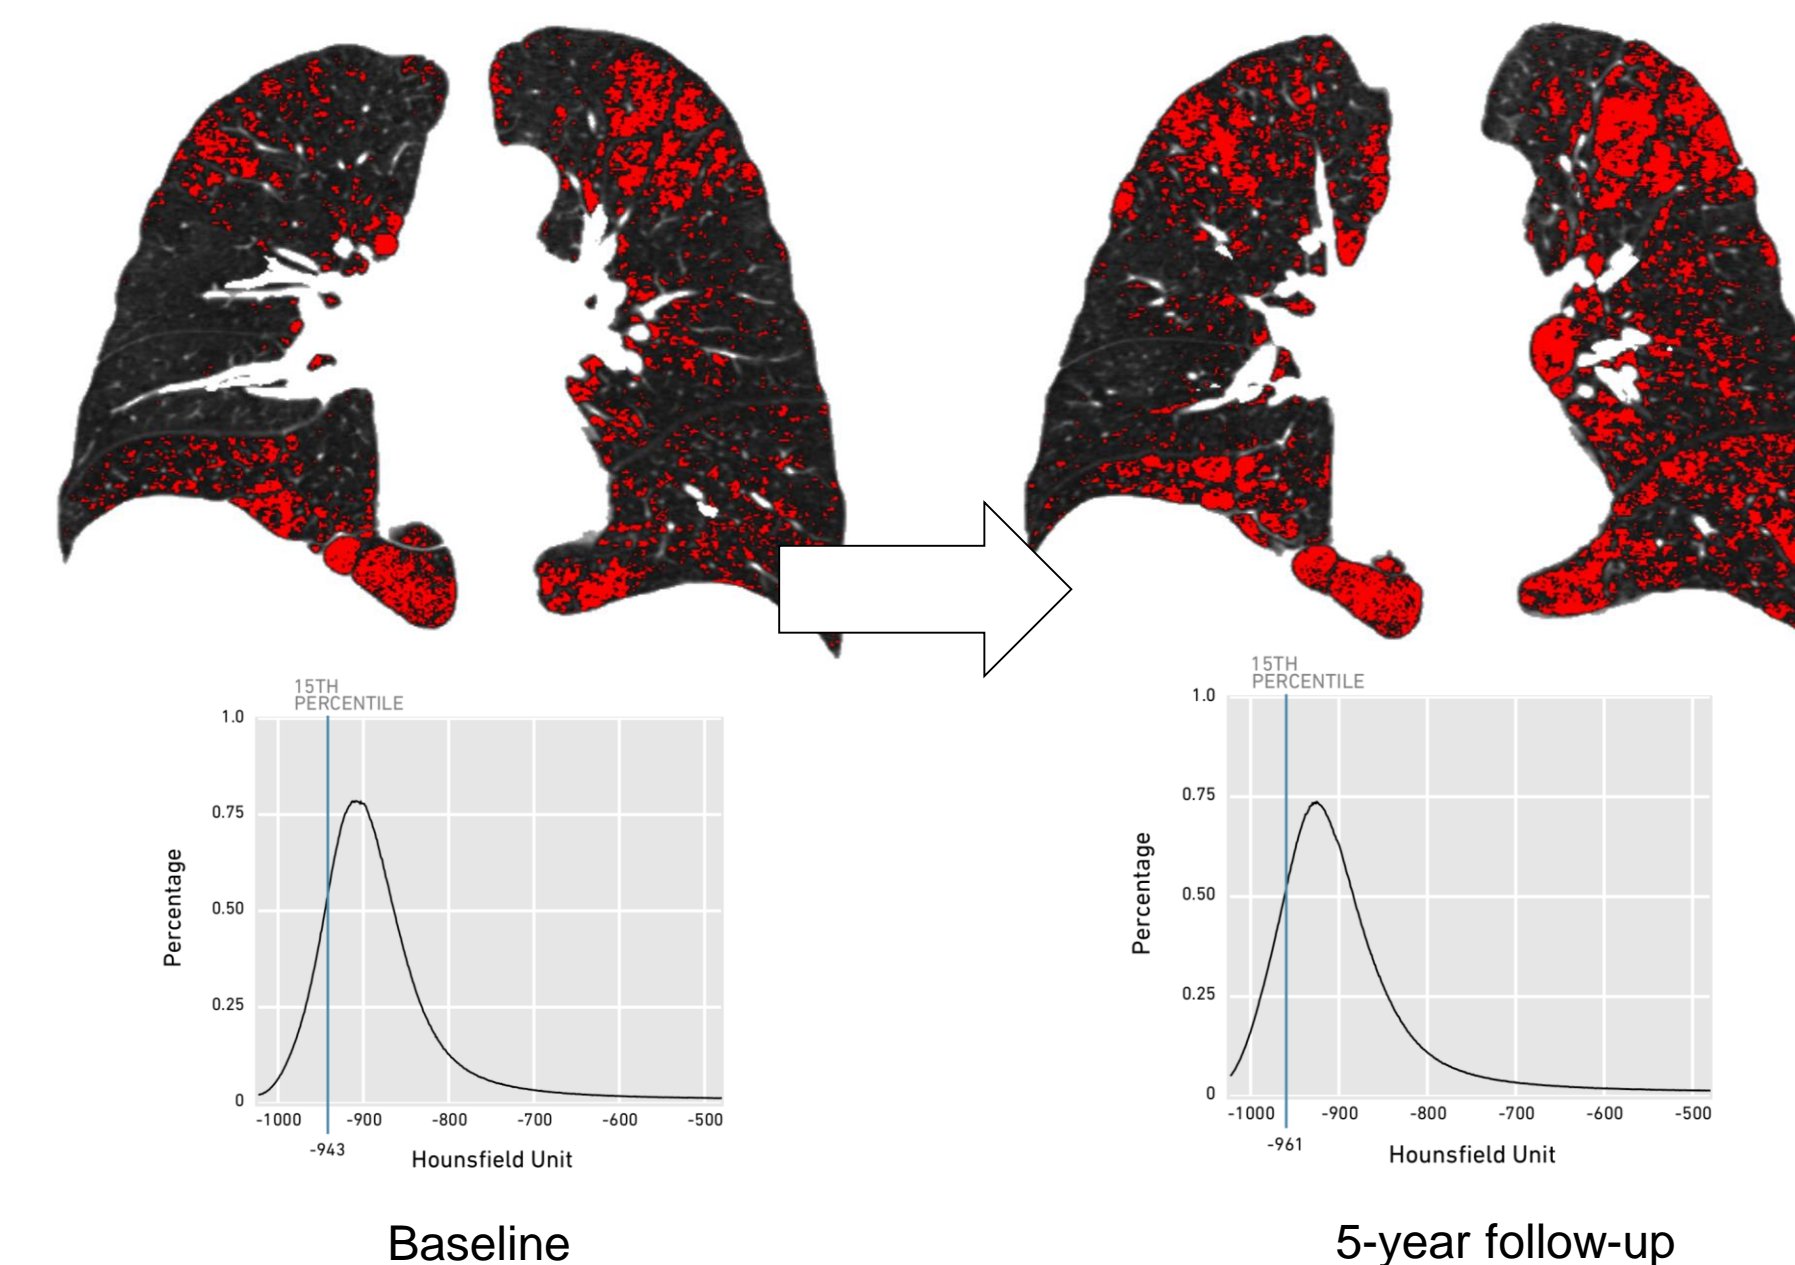 15TH
PERCENTILE
1.0
0.75
0.50
0.25
0
Percentage
-1000 -900 -800 -700 -600 -500
-943
Hounsfield Unit
Baseline
15TH
PERCENTILE
1.0
0.75
0.50
0.25
0
Percentage
-1000 -900 -800 -700 -600 -500
-961
Hounsfield Unit
5-year follow-up